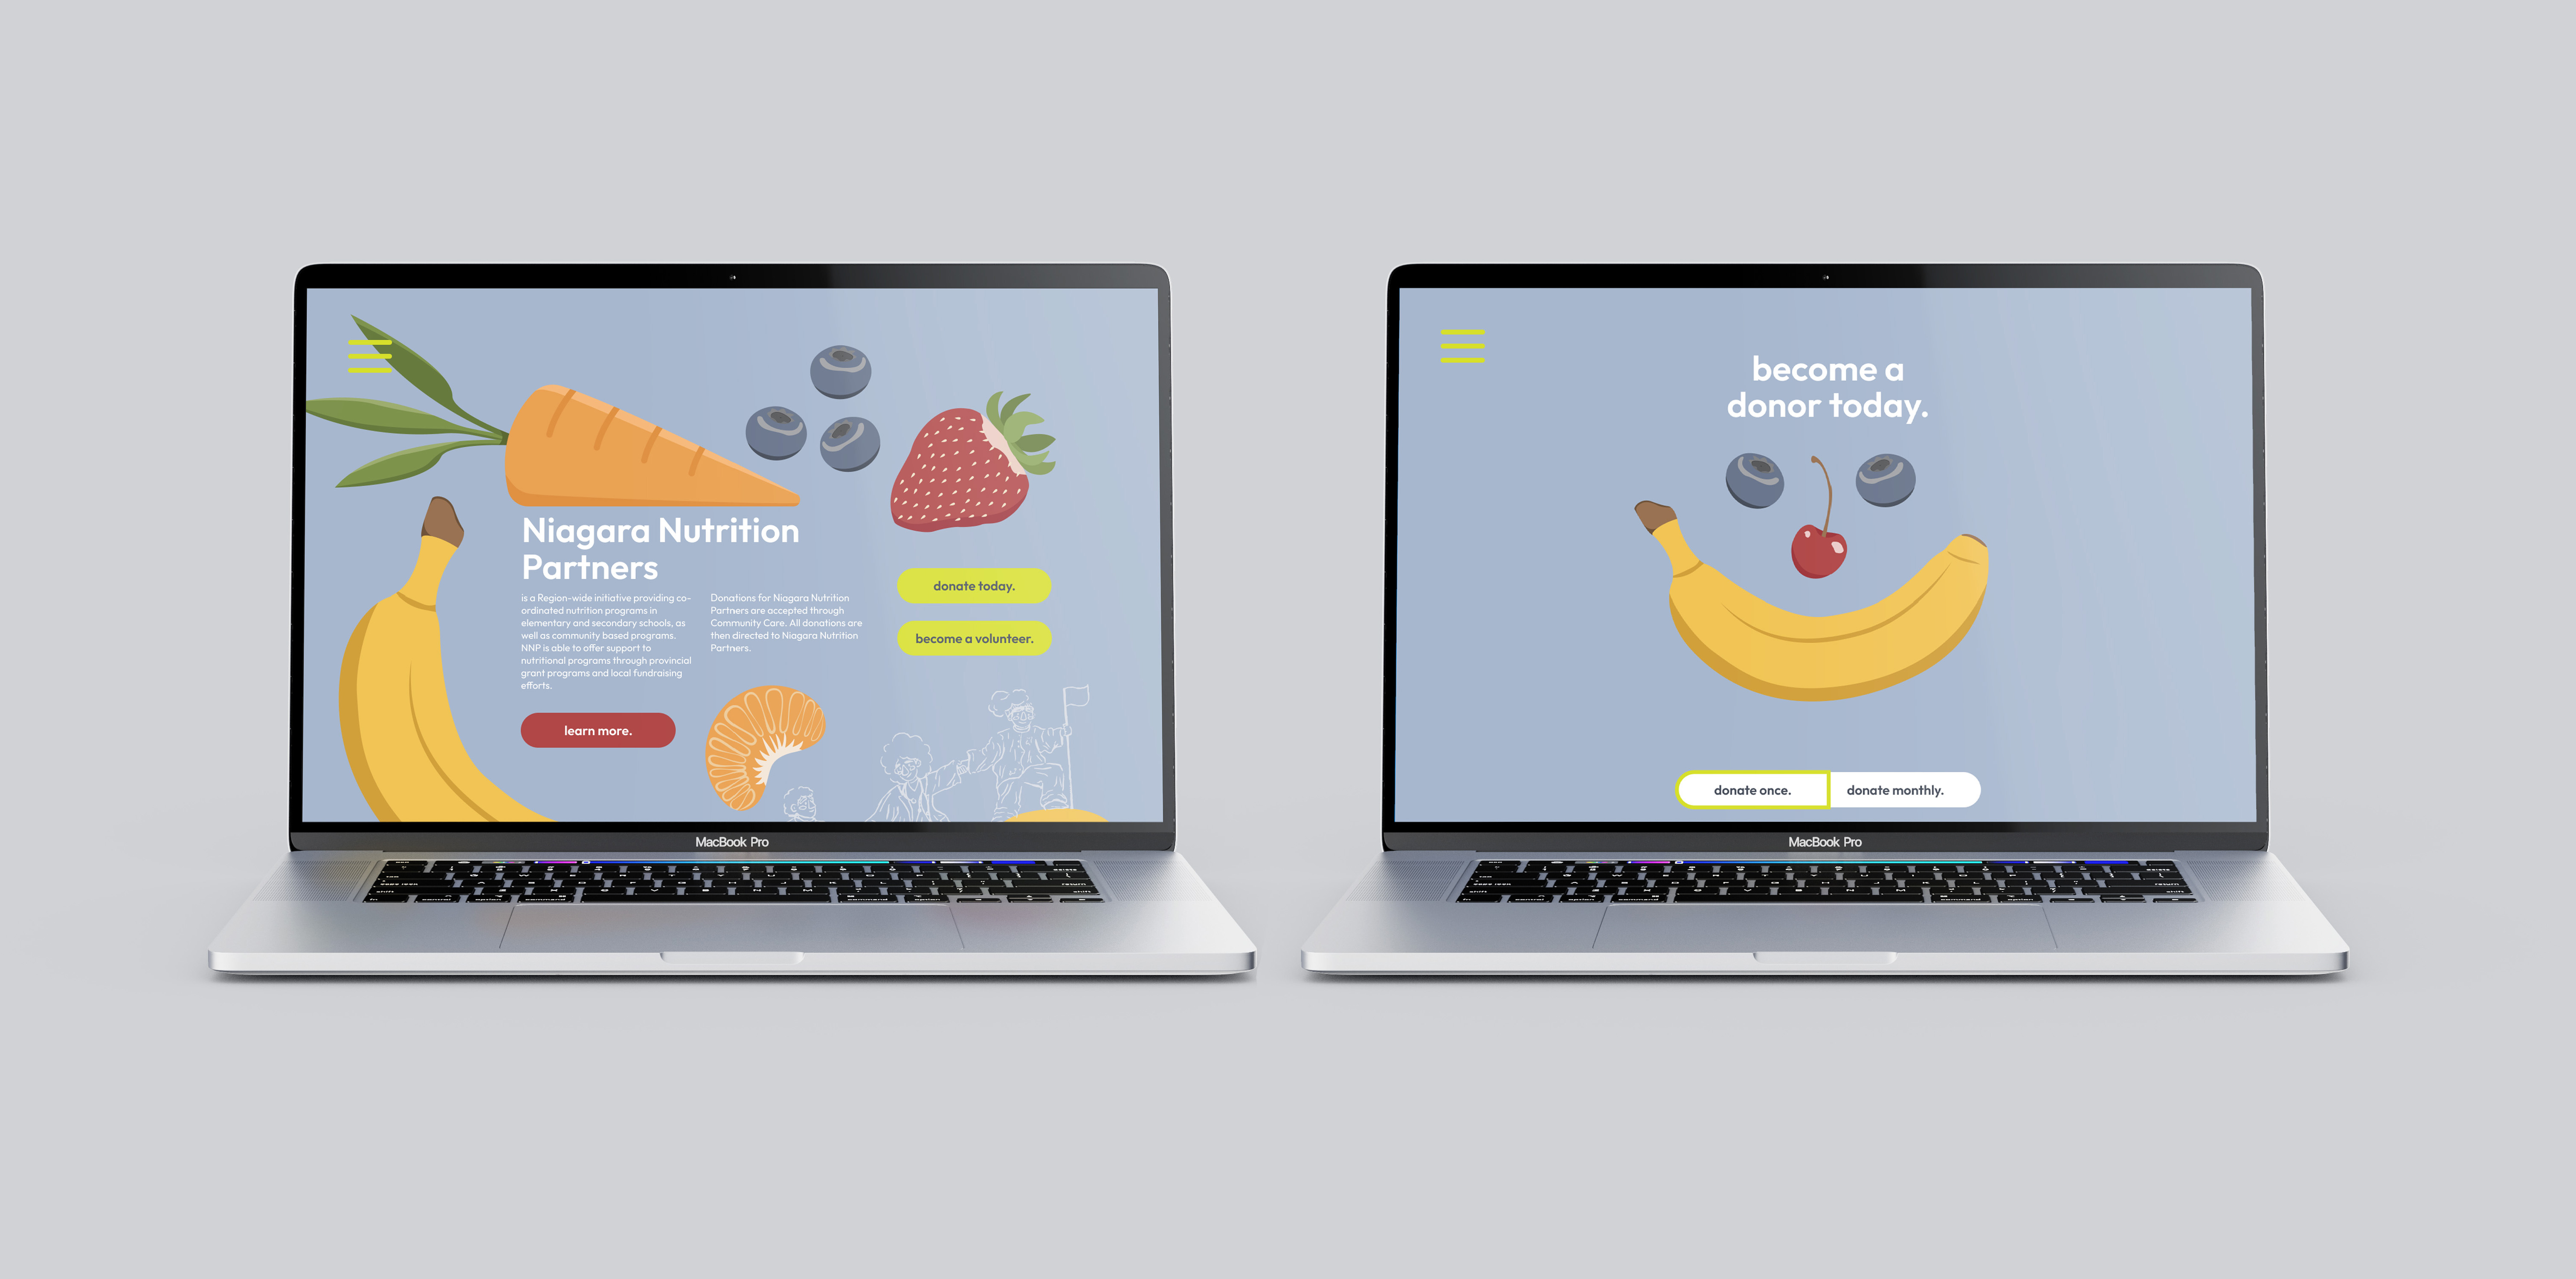 Niagara Nutrition
Partners
is a Region-wide initiative providing co-
ordinated nutrition programs in
elementary and secondary schools, as
well as community based programs.
NNP is able to offer support to
nutritional programs through provincial
grant programs and local fundraising
efforts.
Donations for Niagara Nutrition
Partners are accepted through
Community Care. All donations are
then directed to Niagara Nutrition
Partners.
learn more.
donate today.
become a volunteer.
MacBook Pro
become a
donor today.
donate once.
donate monthly.
MacBook Pro